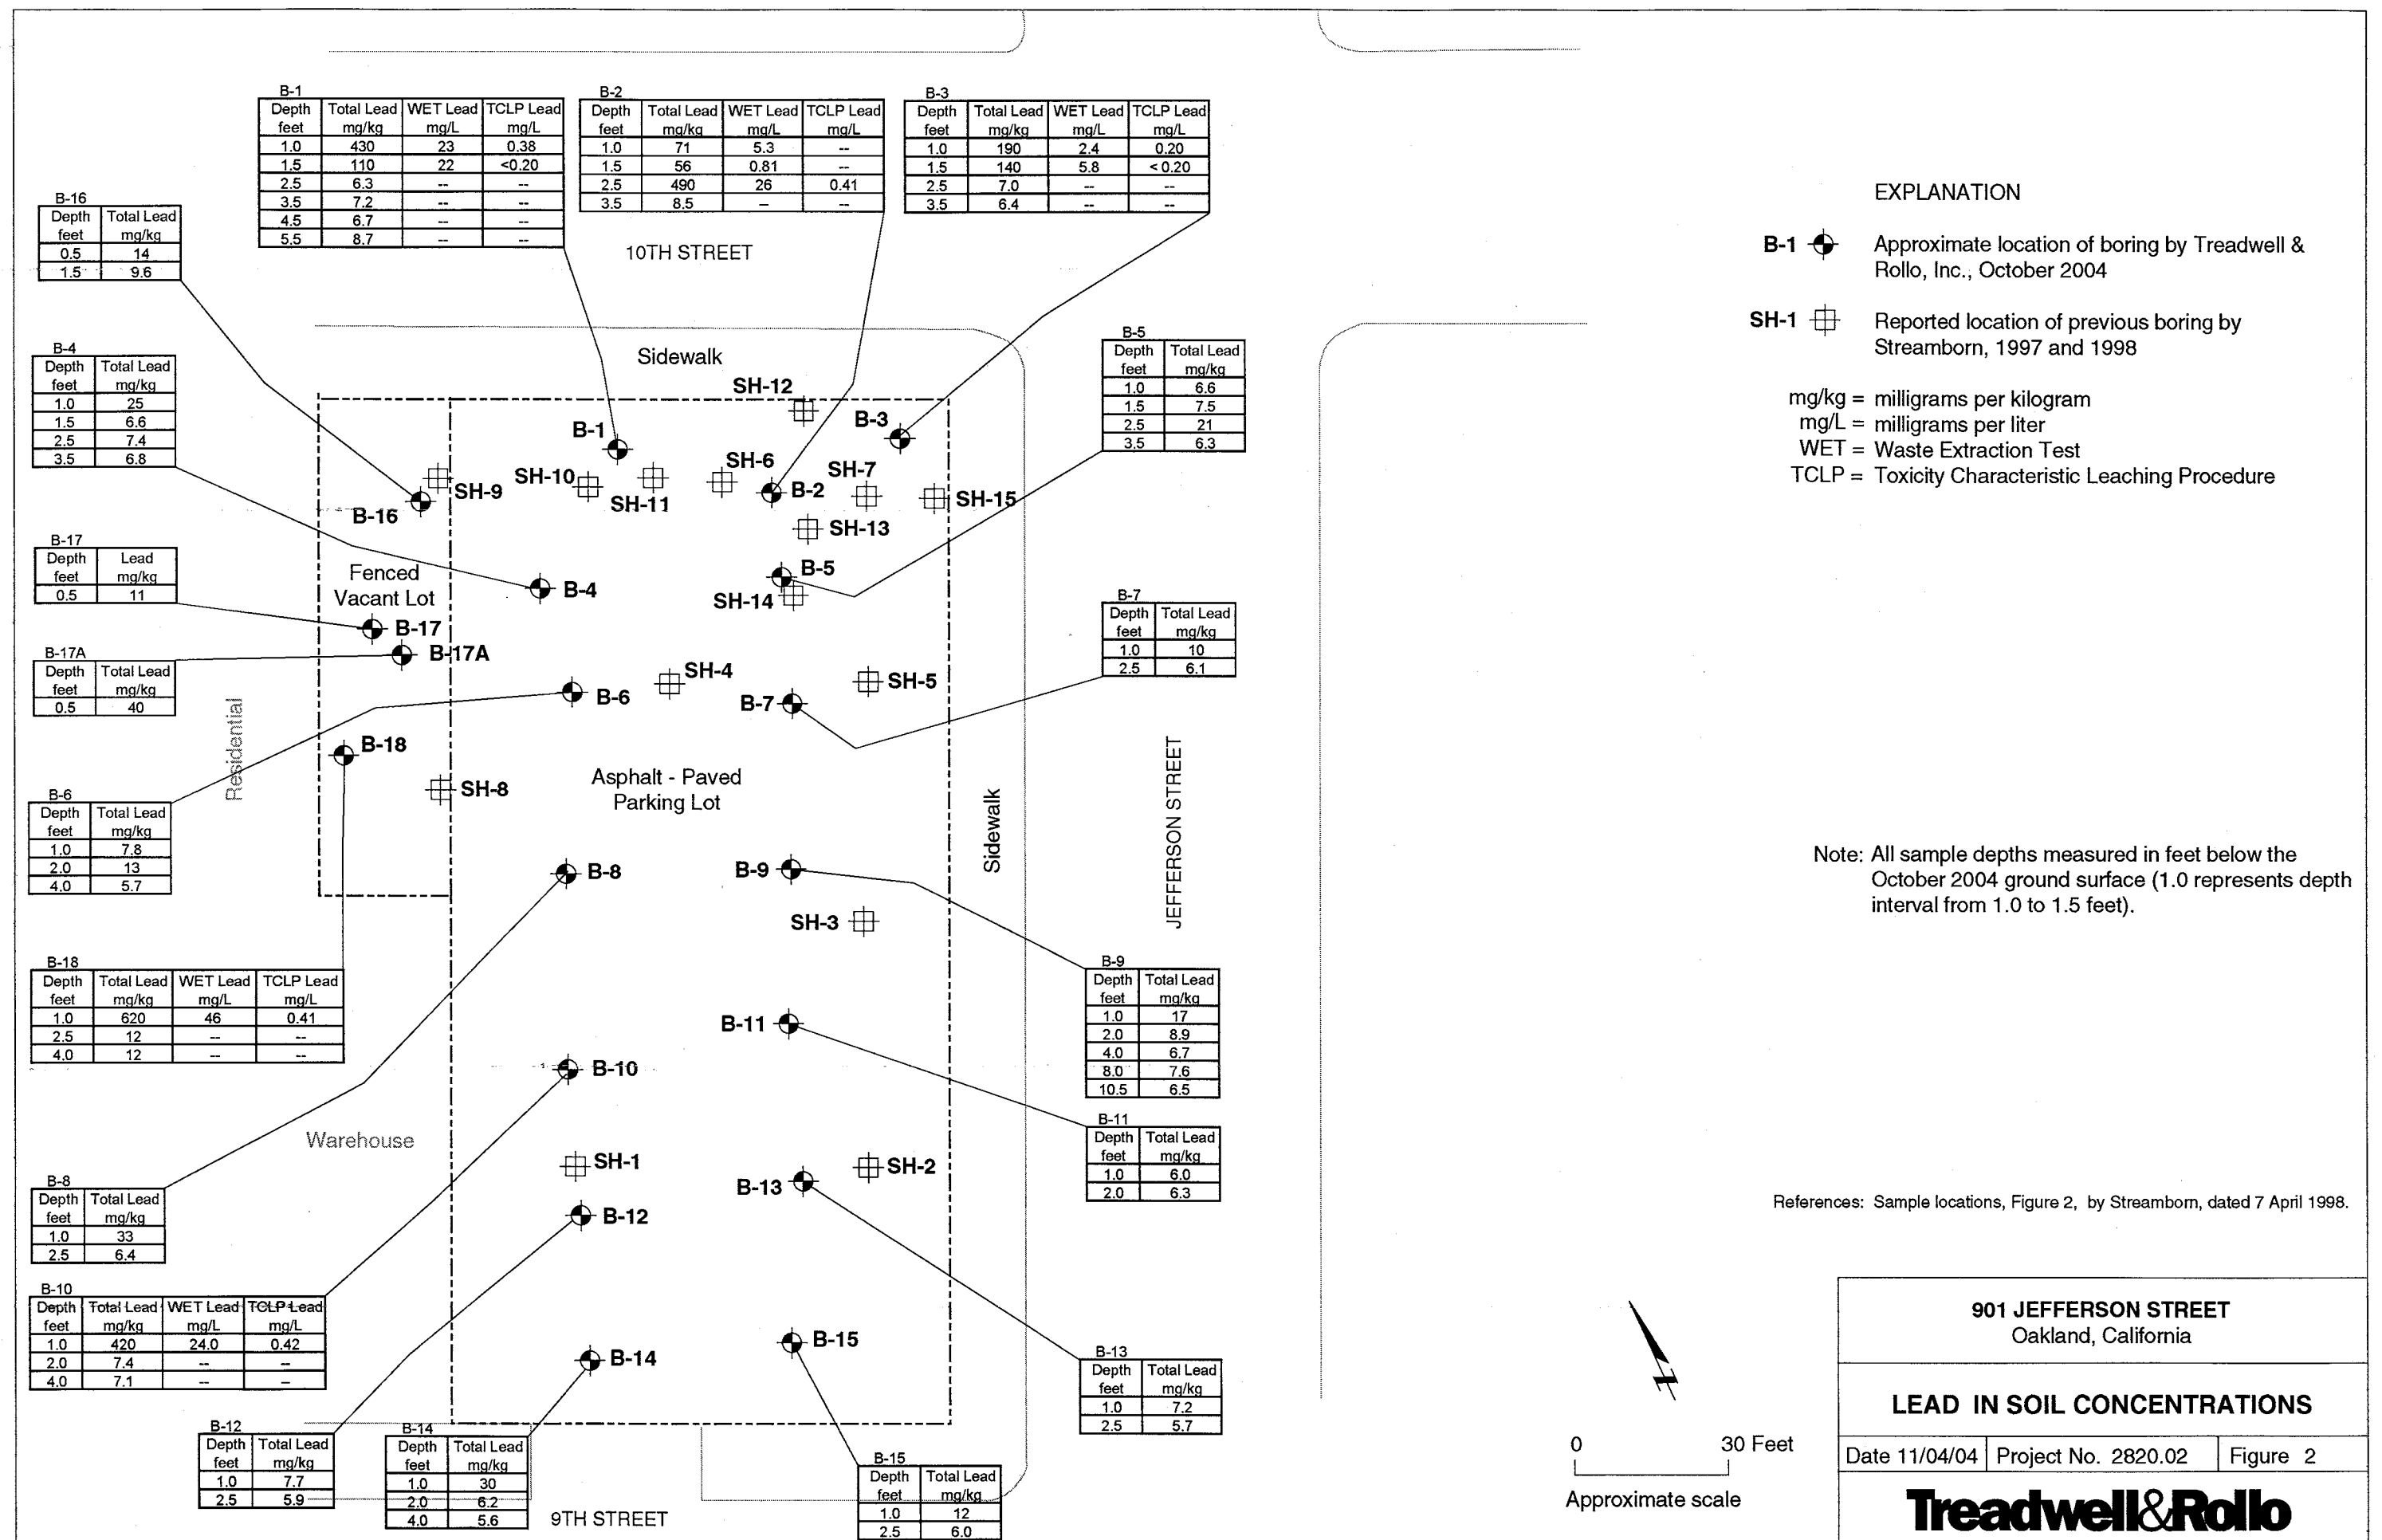 B-1
Depth Total Lead WET Lead TCLP Lead
feet mg/kg mg/L mg/L
1.0 430 23 0.38
1.5 110 22 <0.20
2.5 6.3 -- --
3.5 7.2 -- --
4.5 6.7 -- --
5.5 8.7 -- --
B-2
Depth Total Lead WET Lead TCLP Lead
feet mg/kg mg/L mg/L
1.0 71 5.3 --
1.5 56 0.81 --
2.5 490 26 0.41
3.5 8.5 – --
B-3
Depth Total Lead WET Lead TCLP Lead
feet mg/kg mg/L mg/L
1.0 190 2.4 0.20
1.5 140 5.8 <0.20
2.5 7.0 -- --
3.5 6.4 -- --
B-16
Depth Total Lead
feet mg/kg
0.5 14
1.5 9.6
10TH STREET
B-4
Depth Total Lead
feet mg/kg
1.0 25
1.5 6.6
2.5 7.4
3.5 6.8
B-5
Depth Total Lead
feet mg/kg
1.0 6.6
1.5 7.5
2.5 21
3.5 6.3
Sidewalk
SH-12
B-3
B-1
SH-10
SH-11
SH-6
B-2
SH-7
SH-15
SH-13
SH-9
B-16
B-5
SH-14
B-4
Fenced
Vacant Lot
B-17
Depth Lead
feet mg/kg
0.5 11
B-17
B-17A
B-17A
Depth Total Lead
feet mg/kg
0.5 40
B-7
Depth Total Lead
feet mg/kg
1.0 10
2.5 6.1
SH-4
SH-5
B-6
B-7
Residential
B-18
SH-8
Asphalt - Paved
Parking Lot
Sidewalk
JEFFERSON STREET
B-6
Depth Total Lead
feet mg/kg
1.0 7.8
2.0 13
4.0 5.7
B-8
B-9
SH-3
B-18
Depth Total Lead WET Lead TCLP Lead
feet mg/kg mg/L mg/L
1.0 620 46 0.41
2.5 12 -- --
4.0 12 -- --
B-9
Depth Total Lead
feet mg/kg
1.0 17
2.0 8.9
4.0 6.7
8.0 7.6
10.5 6.5
B-11
B-10
B-11
Depth Total Lead
feet mg/kg
1.0 6.0
2.0 6.3
Warehouse
SH-1
SH-2
B-13
B-12
B-8
Depth Total Lead
feet mg/kg
1.0 33
2.5 6.4
B-10
Depth Total Lead WET Lead TCLP Lead
feet mg/kg mg/L mg/L
1.0 420 24.0 0.42
2.0 7.4 -- --
4.0 7.1 -- –
B-14
B-15
B-13
Depth Total Lead
feet mg/kg
1.0 7.2
2.5 5.7
B-12
Depth Total Lead
feet mg/kg
1.0 7.7
2.5 5.9
B-14
Depth Total Lead
feet mg/kg
1.0 30
2.0 6.2
4.0 5.6
B-15
Depth Total Lead
feet mg/kg
1.0 12
2.5 6.0
9TH STREET
EXPLANATION
B-1 Approximate location of boring by Treadwell &
Rollo, Inc., October 2004
SH-1 Reported location of previous boring by
Streamborn, 1997 and 1998
mg/kg = milligrams per kilogram
mg/L = milligrams per liter
WET = Waste Extraction Test
TCLP = Toxicity Characteristic Leaching Procedure
Note: All sample depths measured in feet below the
October 2004 ground surface (1.0 represents depth
interval from 1.0 to 1.5 feet).
References: Sample locations, Figure 2, by Streamborn, dated 7 April 1998.
0 30 Feet
Approximate scale
901 JEFFERSON STREET
Oakland, California
LEAD IN SOIL CONCENTRATIONS
Date 11/04/04 Project No. 2820.02 Figure 2
Treadwell&Rollo